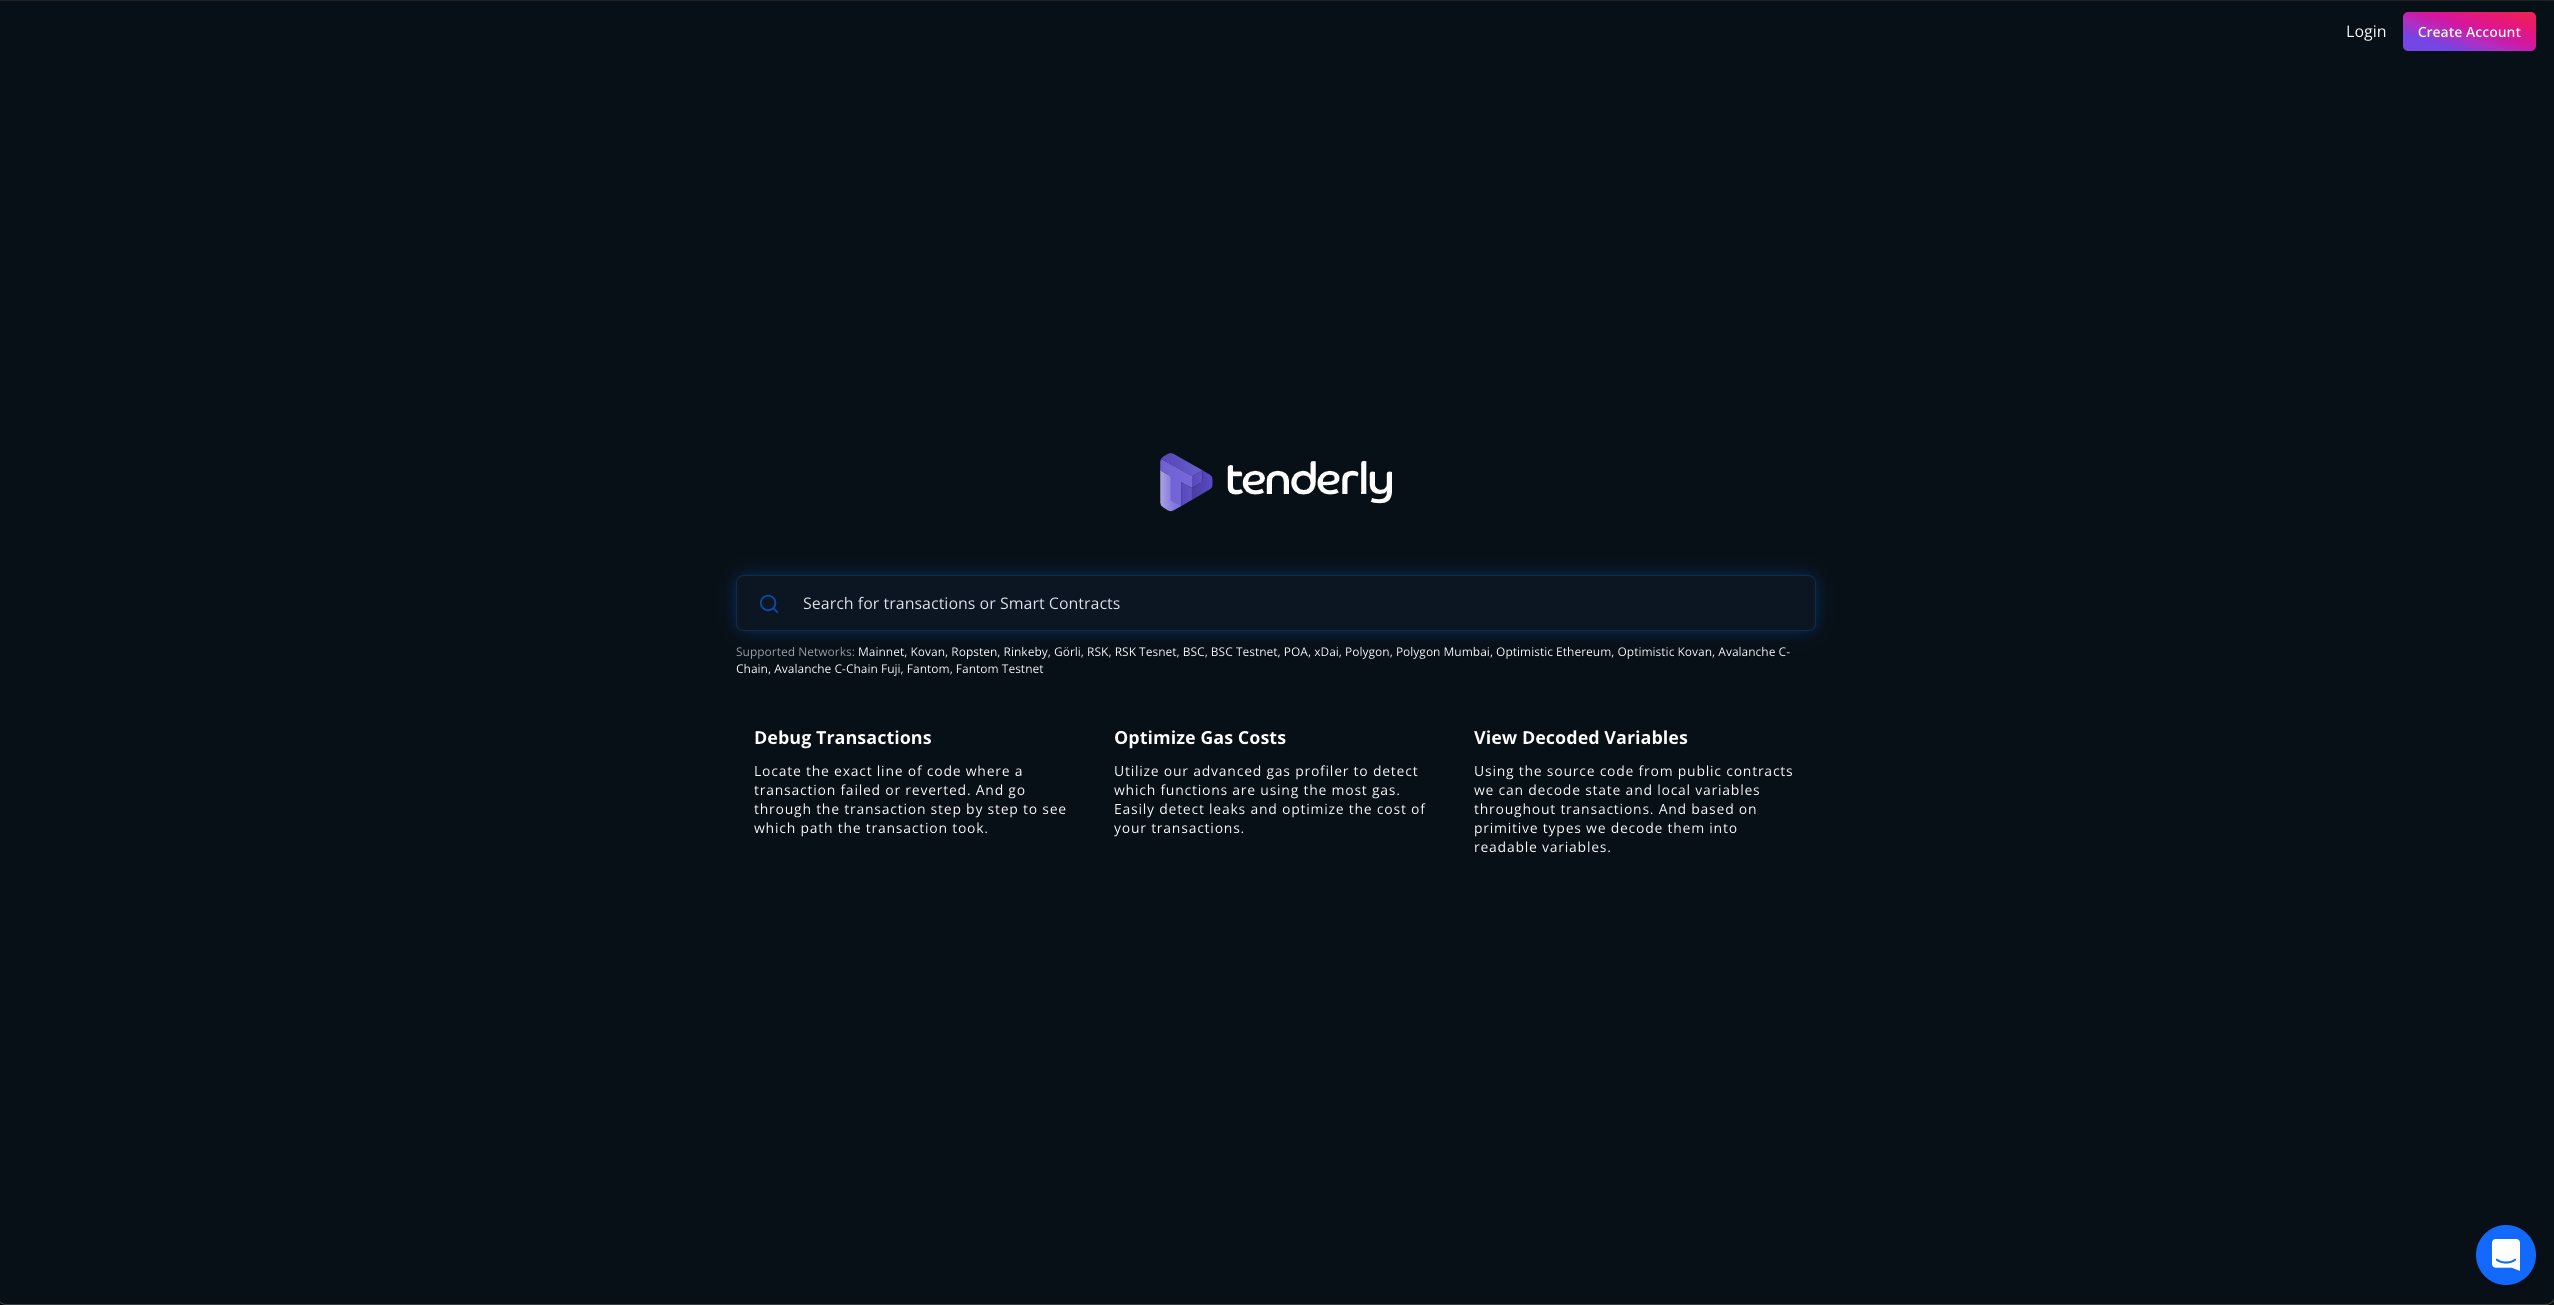 Login
Create Account
tenderly
Search for transactions or Smart Contracts
Supported Networks: Mainnet, Kovan, Ropsten, Rinkeby, Görli, RSK, RSK Tesnet, BSC, BSC Testnet, POA, xDai, Polygon, Polygon Mumbai, Optimistic Ethereum, Optimistic Kovan, Avalanche C-
Chain, Avalanche C-Chain Fuji, Fantom, Fantom Testnet
Debug Transactions
Locate the exact line of code where a
transaction failed or reverted. And go
through the transaction step by step to see
which path the transaction took.
Optimize Gas Costs
Utilize our advanced gas profiler to detect
which functions are using the most gas.
Easily detect leaks and optimize the cost of
your transactions.
View Decoded Variables
Using the source code from public contracts
we can decode state and local variables
throughout transactions. And based on
primitive types we decode them into
readable variables.